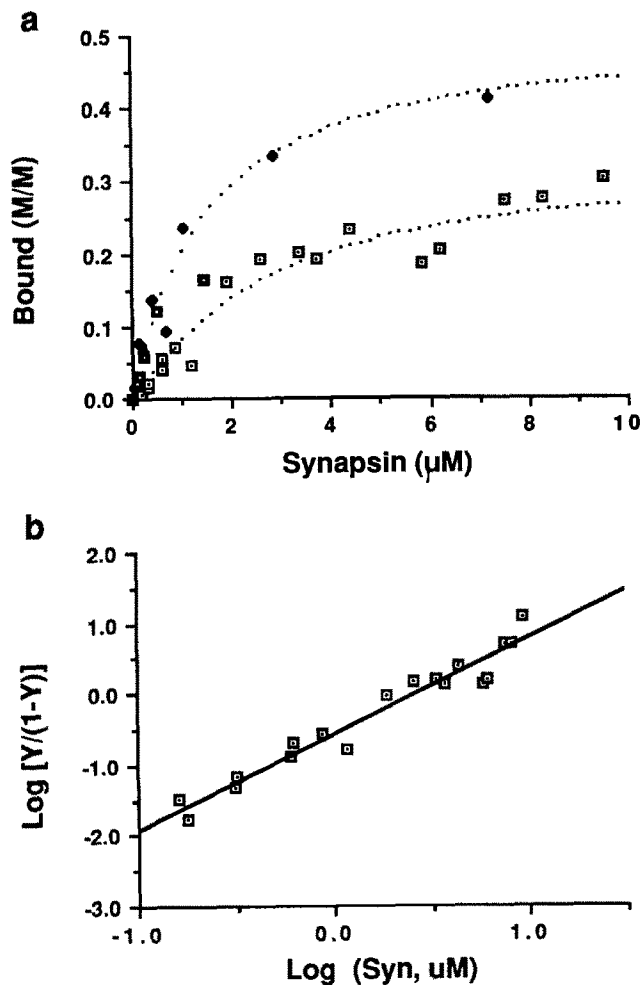 a
0.5
0.4
0.3
0.2
0.1
0.0
Bound (M/M)
0 2 4 6 8 10
Synapsin (μM)
b
2.0
1.0
0.0
-1.0
-2.0
-3.0
Log [Y/(1-Y)]
-1.0 0.0 1.0
Log (Syn, uM)